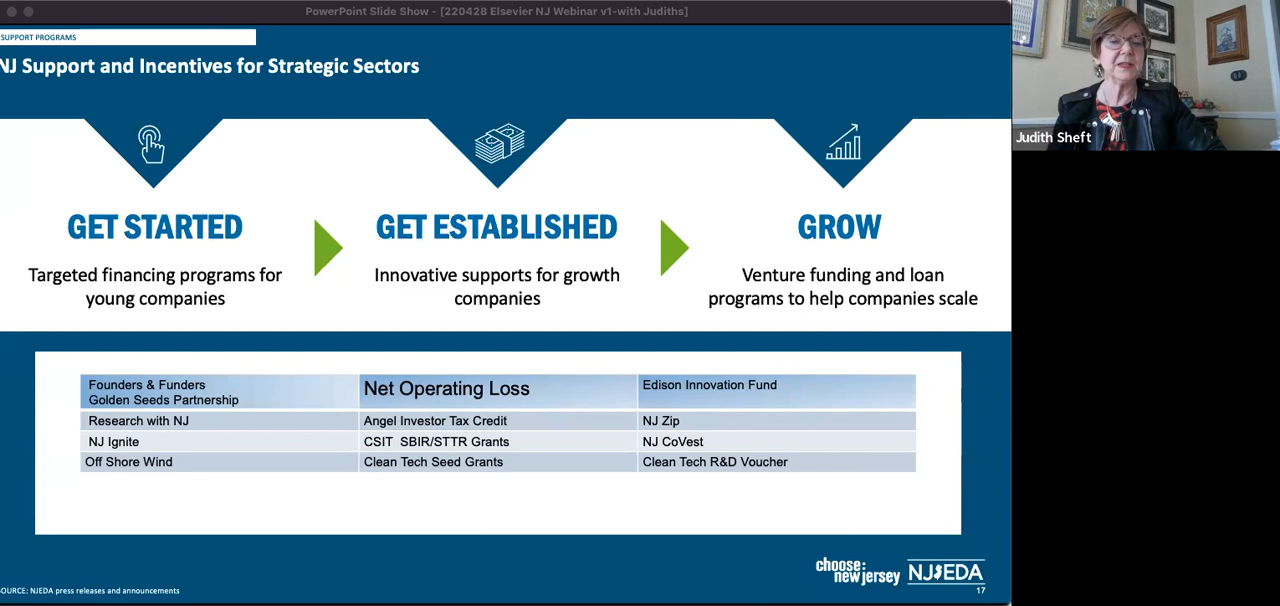 PowerPoint Slide Show - [220428 Elsevier NJ Webinar v1-with Judiths]
SUPPORT PROGRAMS
NJ Support and Incentives for Strategic Sectors
GET STARTED
Targeted financing programs for
young companies
GET ESTABLISHED
Innovative supports for growth
companies
GROW
Venture funding and loan
programs to help companies scale
Founders & Funders
Golden Seeds Partnership
Net Operating Loss
Edison Innovation Fund
Research with NJ
Angel Investor Tax Credit
NJ Zip
NJ Ignite
CSIT SBIR/STTR Grants
NJ CoVest
Off Shore Wind
Clean Tech Seed Grants
Clean Tech R&D Voucher
choose:
new jersey
NJEDA
OURCE: NJEDA press releases and announcements
17
Judith Sheft